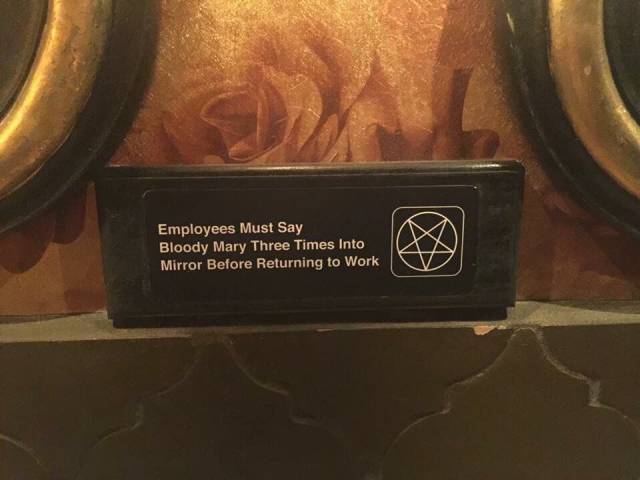 Employees Must Say
Bloody Mary Three Times Into
Mirror Before Returning to Work